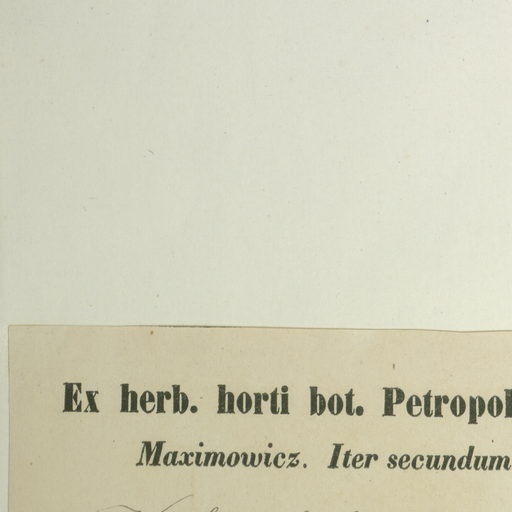 Ex herb. horti bot. Petropol
Maximowicz. Iter secundum